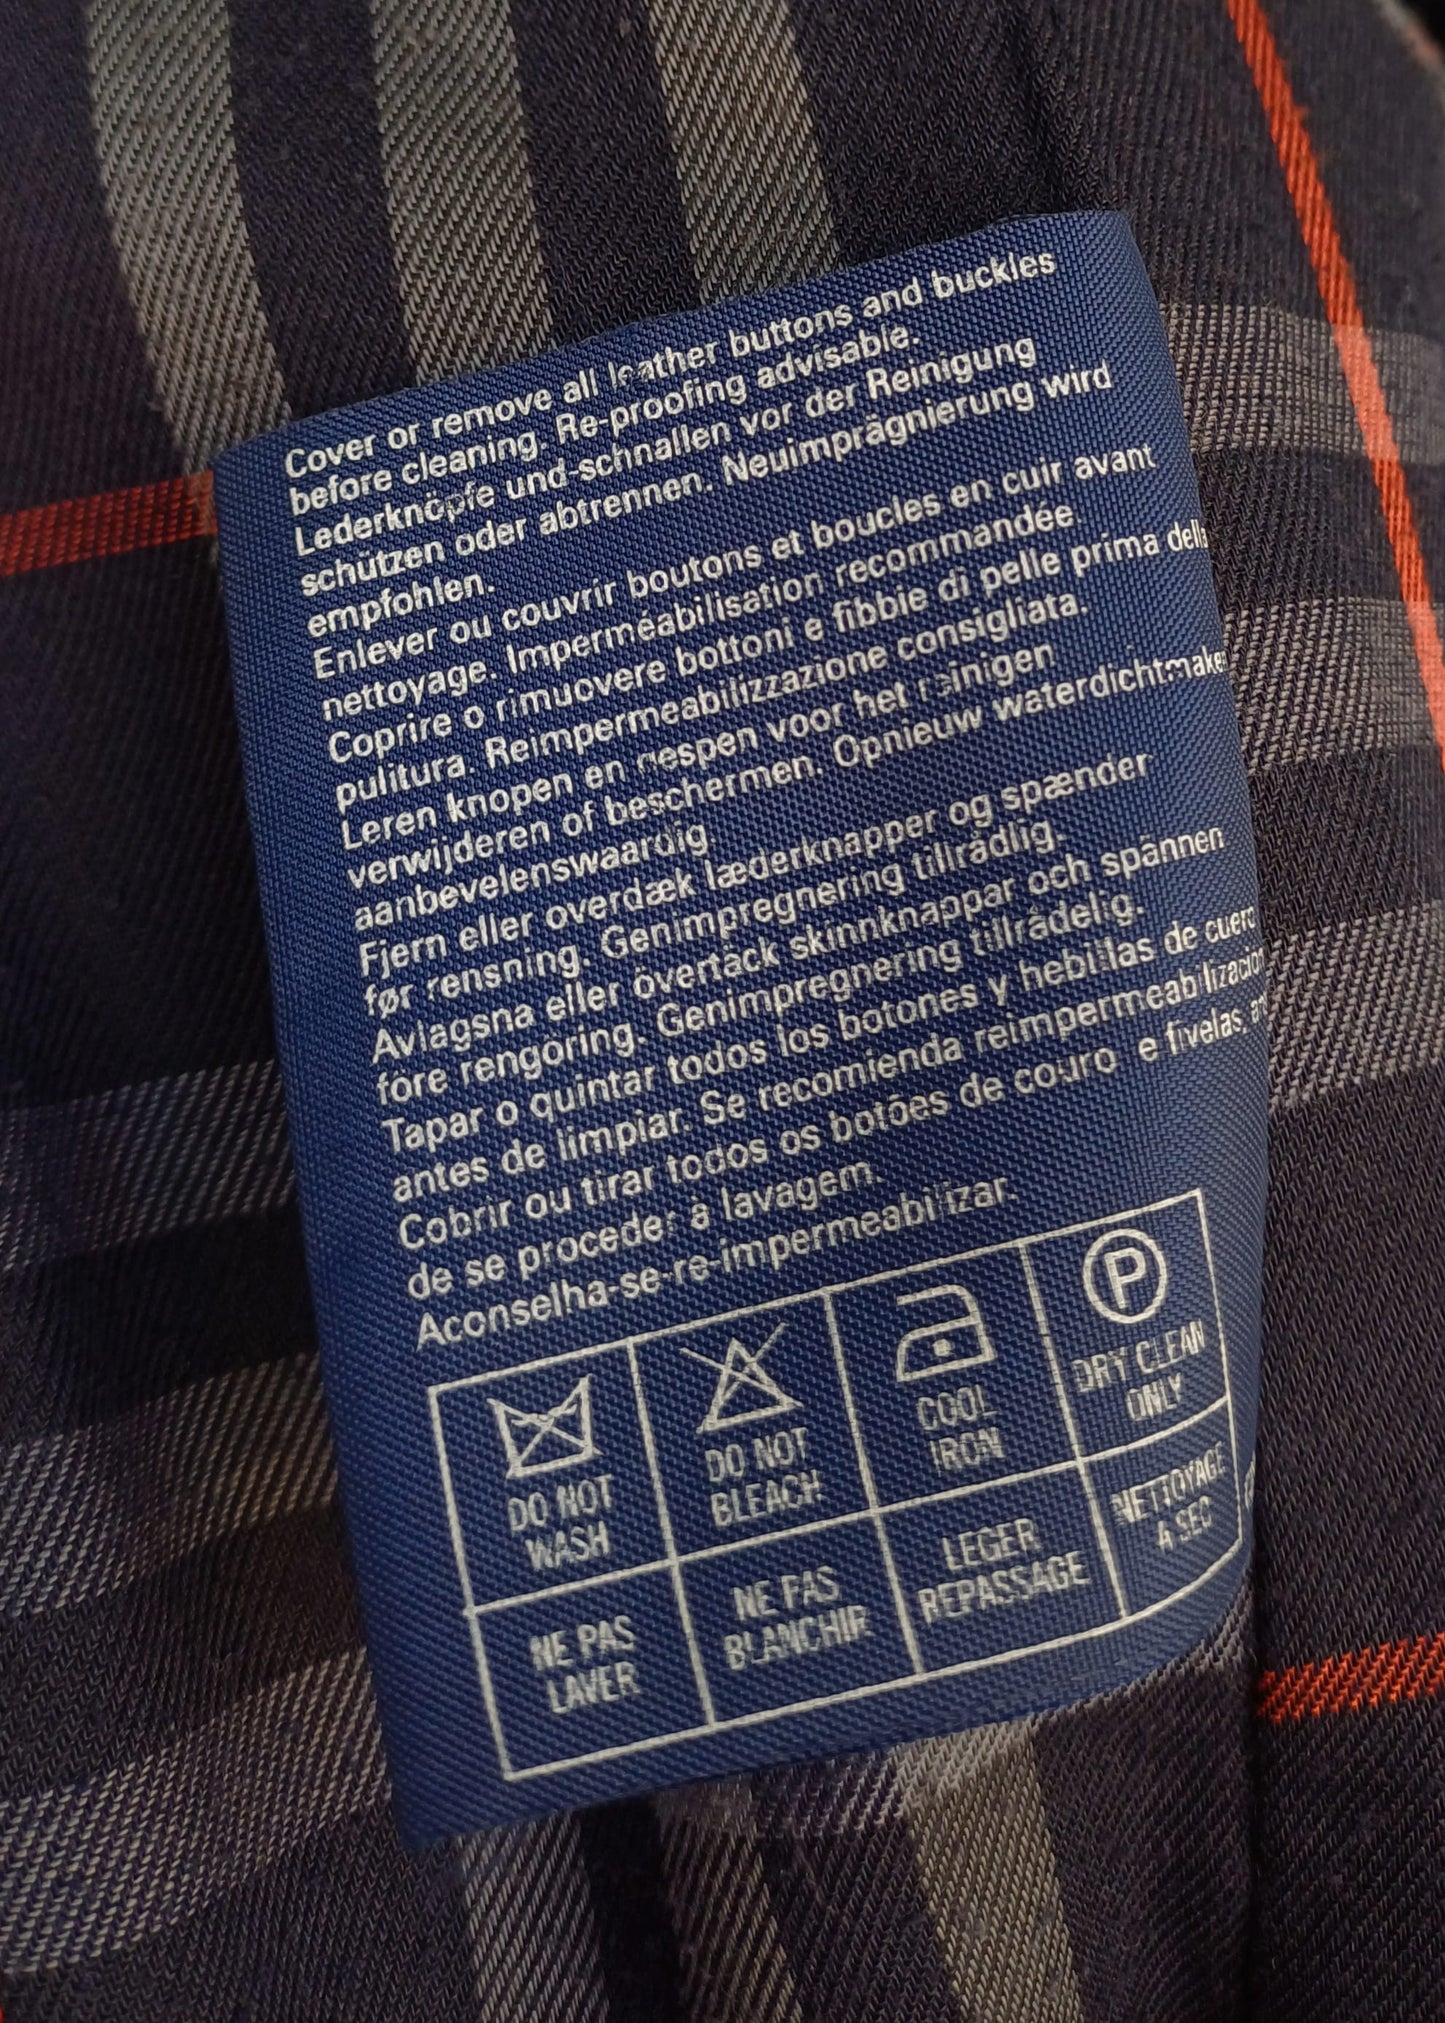 Cover or remove all leather buttons and buckles
before cleaning. Re-proofing advisable.
Lederknöpfe und-schnallen vor der Reinigung
schützen oder abtrennen. Neuimprägnierung wird
empfohlen.
Enlever ou couvrir boutons et boucles en cuir avant
nettoyage. Imperméabilisation recommandée.
Coprire o rimuovere bottoni e fibbie di pelle prima della
pulitura. Reimpermeabilizzazione consigliata.
Leren knopen en gespen voor het reinigen
verwijderen of beschermen. Opnieuw waterdichtmaken
aanbevelenswaardig
Fjern eller overdæk læderknapper og spænder
før rensning. Genimpregnering tillrådlig.
Avlagsna eller övertäck skinnknappar och spännen
fore rengöring. Genimpregnering tillrådelig.
Tapar o quintar todos los botones y hebillas de cuero
antes de limpiar. Se recomienda reimpermeabilizacion
Cobrir ou tirar todos os botões de couro e fivelas,
de se proceder à lavagem.
Aconselha-se-re-impermeabilizar.
DO NOT
WASH
DO NOT
BLEACH
COOL
IRON
P
DRY CLEAN
ONLY
NE PAS
LAVER
NE PAS
BLANCHIR
LEGER
REPASSAGE
NETTOYAGE
A SEC